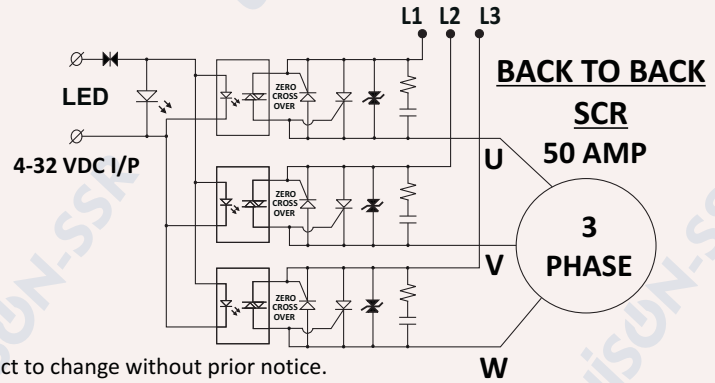 L1 L2 L3
BACK TO BACK
SCR
50 AMP
LED
4-32 VDC I/P
ZERO
CROSS
OVER
ZERO
CROSS
OVER
ZERO
CROSS
OVER
U
V
W
3
PHASE
ct to change without prior notice.